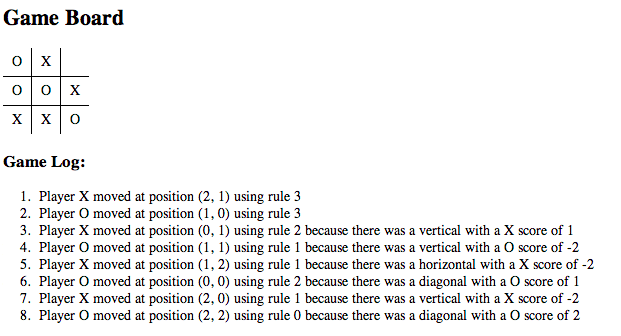 Game Board
O X
O O X
X X O
Game Log:
1. Player X moved at position (2, 1) using rule 3
2. Player O moved at position (1, 0) using rule 3
3. Player X moved at position (0, 1) using rule 2 because there was a vertical with a X score of 1
4. Player O moved at position (1, 1) using rule 1 because there was a vertical with a O score of -2
5. Player X moved at position (1, 2) using rule 1 because there was a horizontal with a X score of -2
6. Player O moved at position (0, 0) using rule 2 because there was a diagonal with a O score of 1
7. Player X moved at position (2, 0) using rule 1 because there was a vertical with a X score of -2
8. Player O moved at position (2, 2) using rule 0 because there was a diagonal with a O score of 2